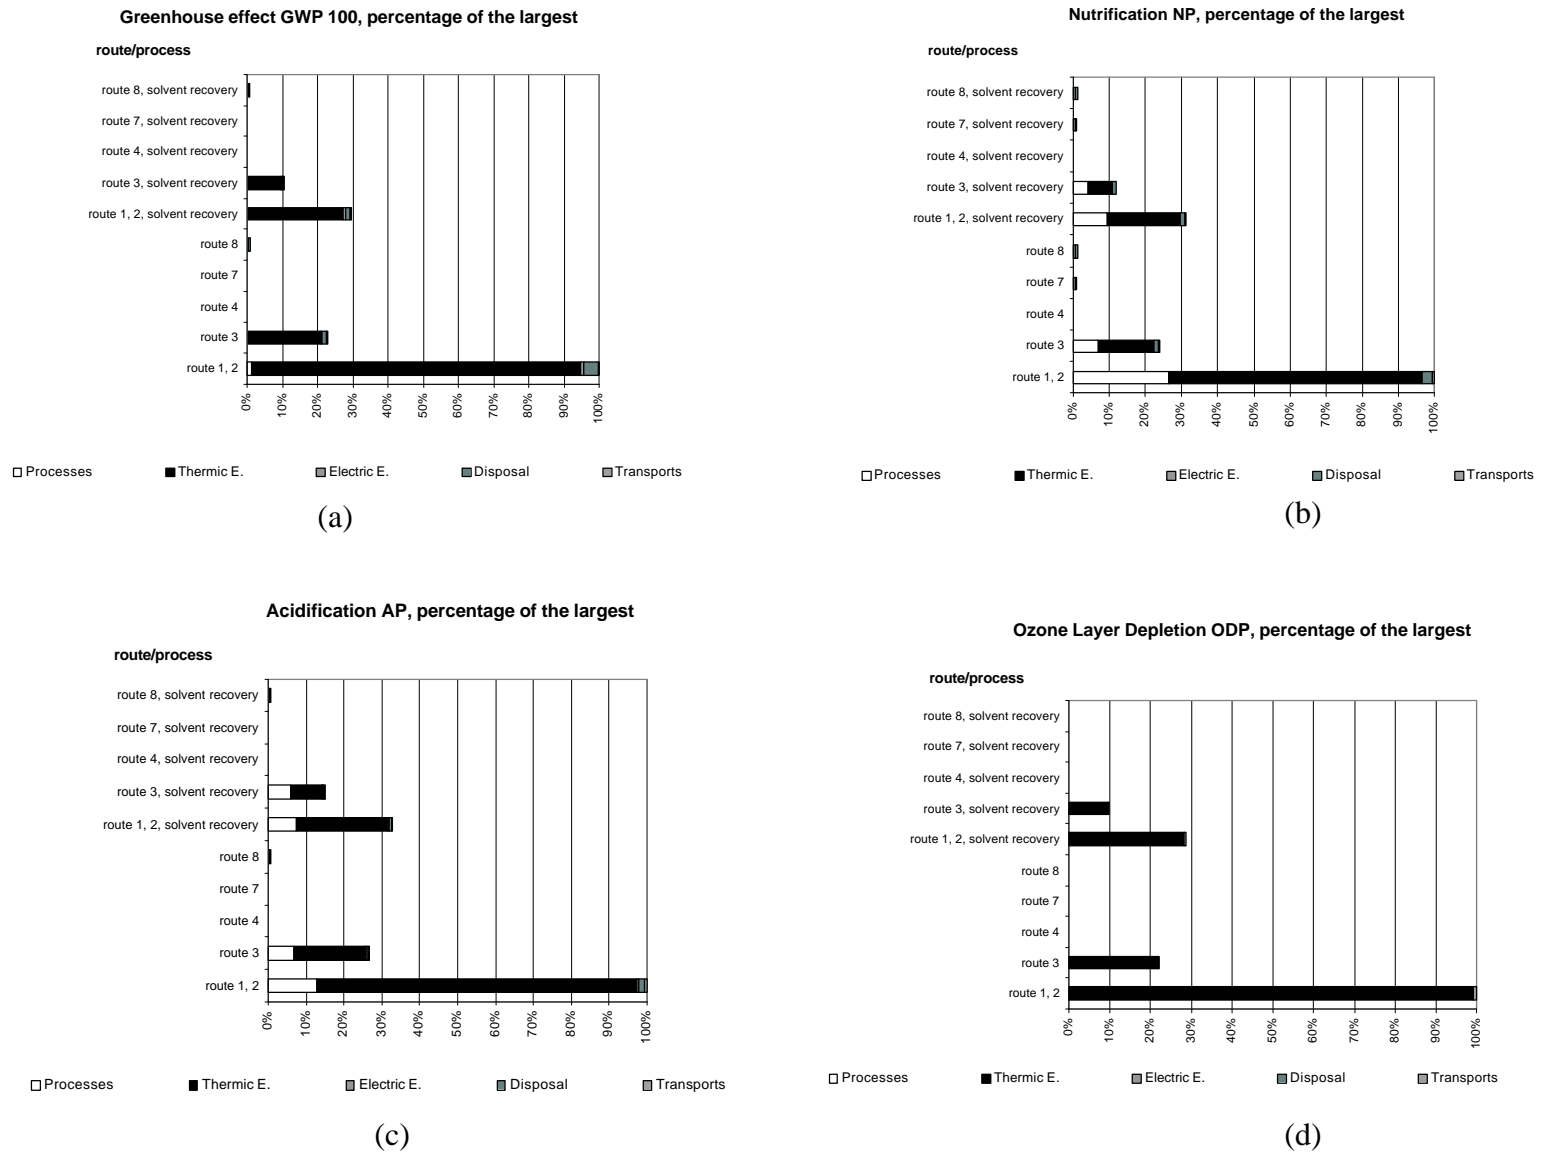 Greenhouse effect GWP 100, percentage of the largest
route/process
route 8, solvent recovery
route 7, solvent recovery
route 4, solvent recovery
route 3, solvent recovery
route 1, 2, solvent recovery
route 8
route 7
route 4
route 3
route 1, 2
0% 10% 20% 30% 40% 50% 60% 70% 80% 90% 100%
Processes Thermic E. Electric E. Disposal Transports
(a)
Nutrification NP, percentage of the largest
route/process
route 8, solvent recovery
route 7, solvent recovery
route 4, solvent recovery
route 3, solvent recovery
route 1, 2, solvent recovery
route 8
route 7
route 4
route 3
route 1, 2
0% 10% 20% 30% 40% 50% 60% 70% 80% 90% 100%
Processes Thermic E. Electric E. Disposal Transports
(b)
Acidification AP, percentage of the largest
route/process
route 8, solvent recovery
route 7, solvent recovery
route 4, solvent recovery
route 3, solvent recovery
route 1, 2, solvent recovery
route 8
route 7
route 4
route 3
route 1, 2
0% 10% 20% 30% 40% 50% 60% 70% 80% 90% 100%
Processes Thermic E. Electric E. Disposal Transports
(c)
Ozone Layer Depletion ODP, percentage of the largest
route/process
route 8, solvent recovery
route 7, solvent recovery
route 4, solvent recovery
route 3, solvent recovery
route 1, 2, solvent recovery
route 8
route 7
route 4
route 3
route 1, 2
0% 10% 20% 30% 40% 50% 60% 70% 80% 90% 100%
Processes Thermic E. Electric E. Disposal Transports
(d)